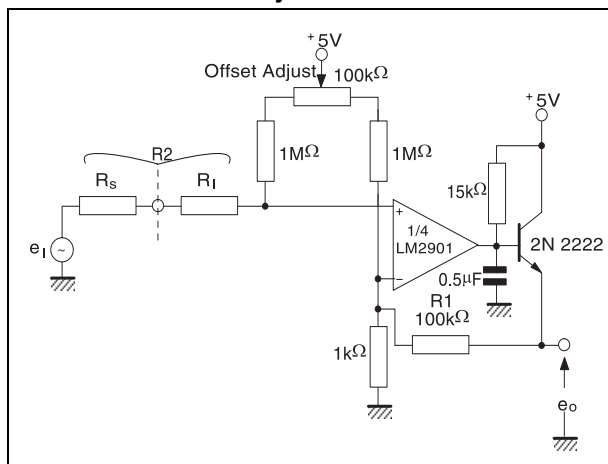 +5V
Offset Adjust
100kΩ
+5V
R2
Rs
RI
1MΩ
1MΩ
15kΩ
eI
~
+
1/4
LM2901
−
2N 2222
0.5µF
R1
100kΩ
1kΩ
eo